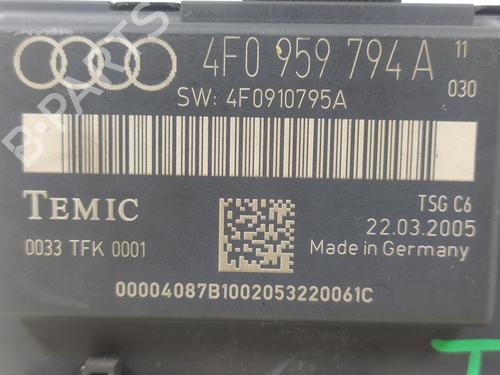 4F0 959 794 A 11
030
SW: 4F0910795A
TEMIC
TSG C6
22.03.2005
0033 TFK 0001
Made in Germany
00004087B1002053220061C
B-PARTS